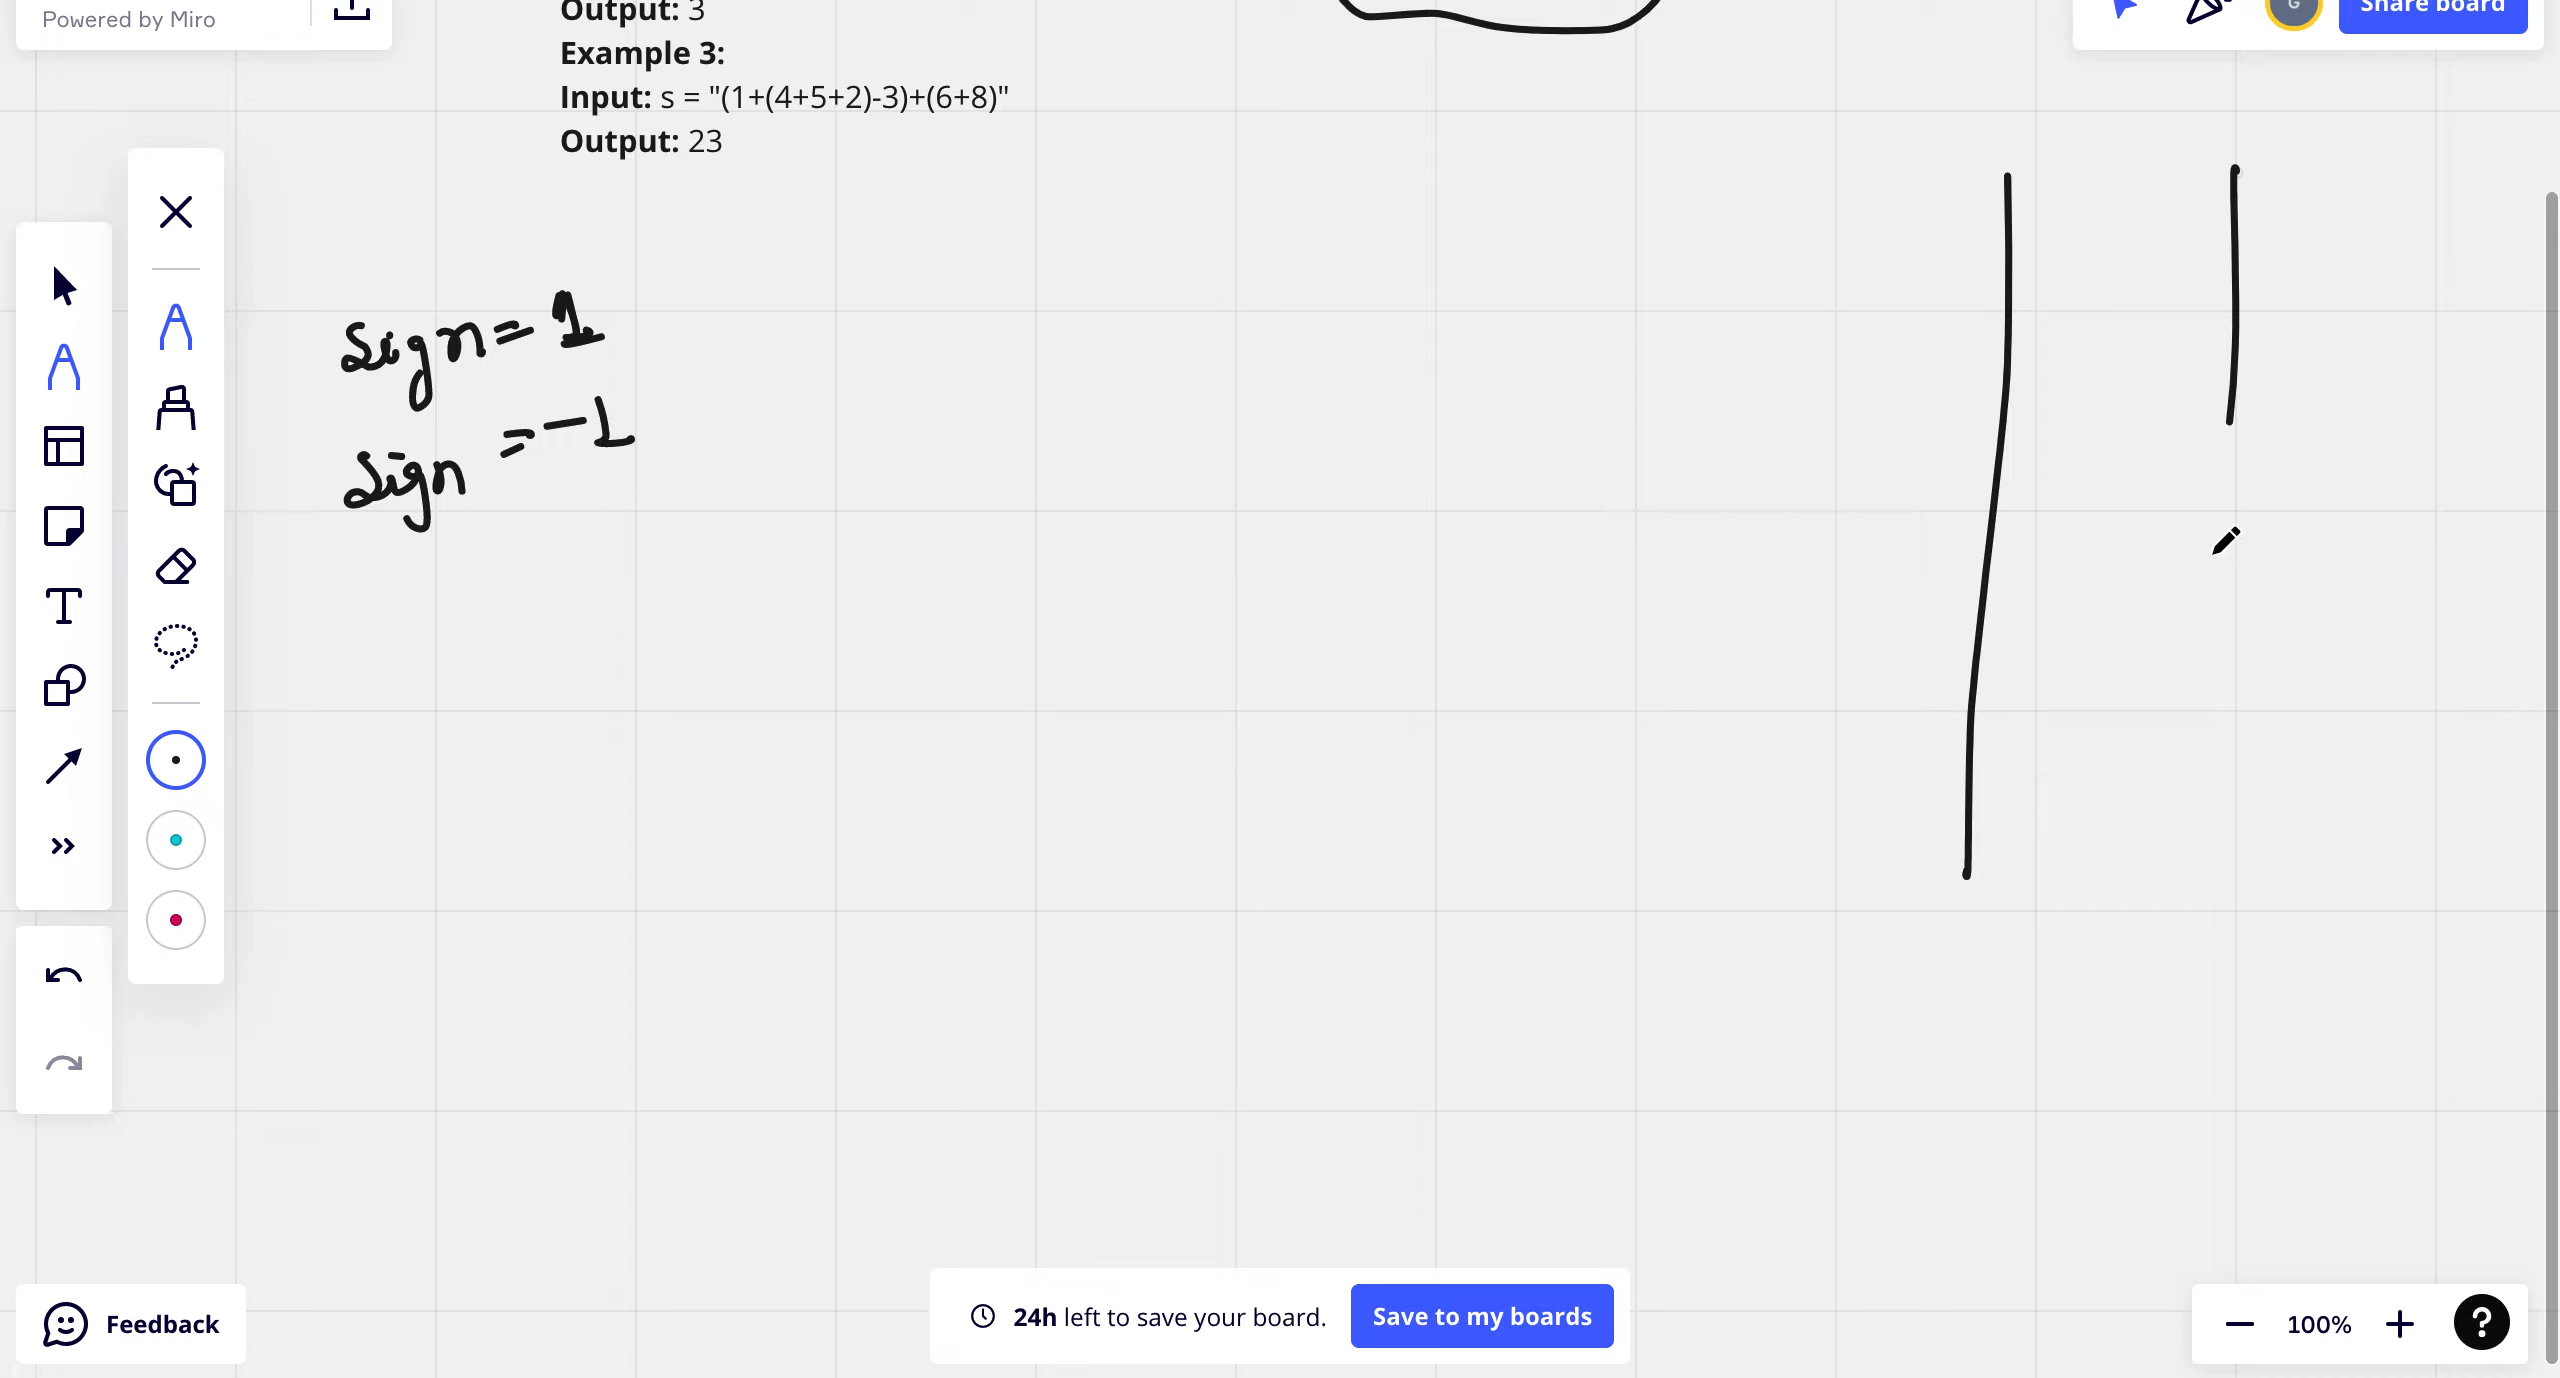 Powered by Miro
Output: 3
Example 3:
Input: s = "(1+(4+5+2)-3)+(6+8)"
Output: 23
G
Share board
Sign = 1
Sign = -1
Feedback
24h left to save your board.
Save to my boards
100%
?